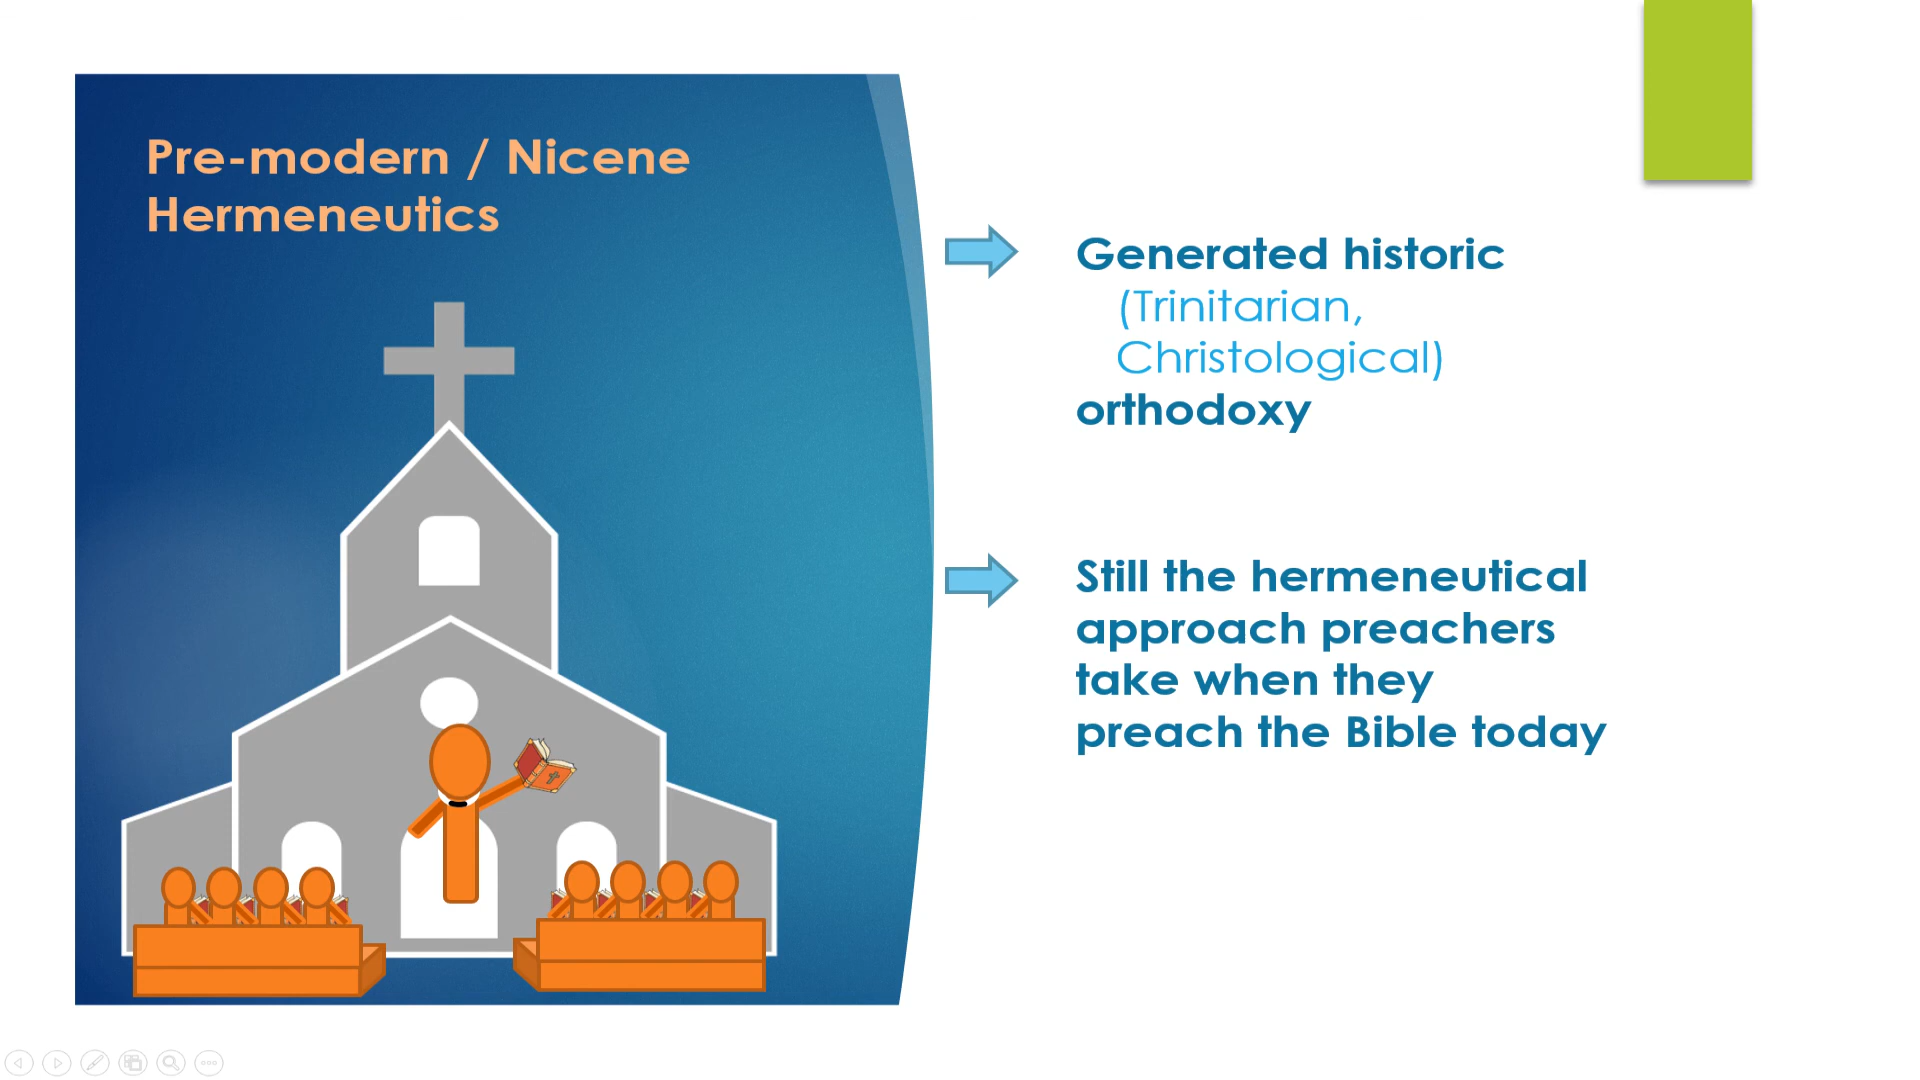 Pre-modern / Nicene
Hermeneutics
Generated historic
(Trinitarian,
Christological)
orthodoxy
Still the hermeneutical
approach preachers
take when they
preach the Bible today